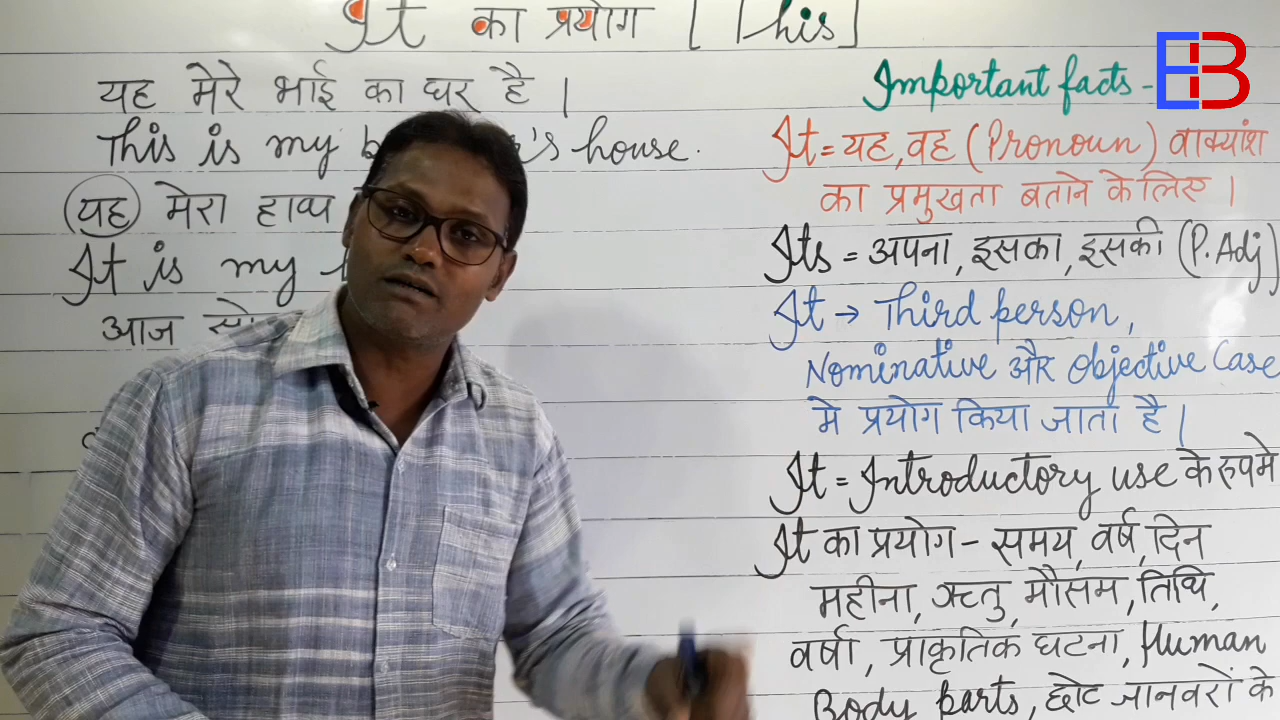 It का प्रयोग [This]
यह मेरे भाई का घर है ।
This is my 's house.
यह मेरा हाथ
It is my
आज
Important facts -
EB
It = यह, वह (Pronoun) वाक्यांश
का प्रमुखता बताने के लिए ।
Its = अपना, इसका, इसकी (P. Adj)
It → Third person,
Nominative और Objective Case
मे प्रयोग किया जाता है ।
It = Introductory use के रुपमे
It का प्रयोग - समय, वर्ष, दिन
महीना, ऋतु, मौसम, तिथि,
वर्षा, प्राकृतिक घटना, Human
Body parts, छोट जानवरों के